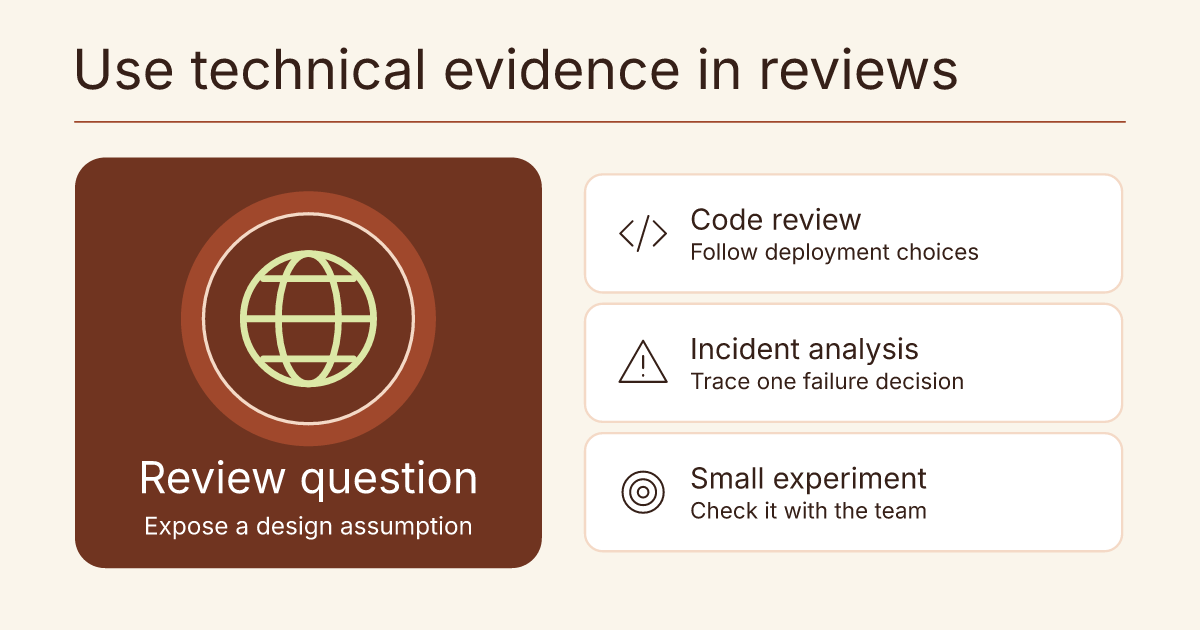 Use technical evidence in reviews
Review question
Expose a design assumption
Code review
Follow deployment choices
Incident analysis
Trace one failure decision
Small experiment
Check it with the team